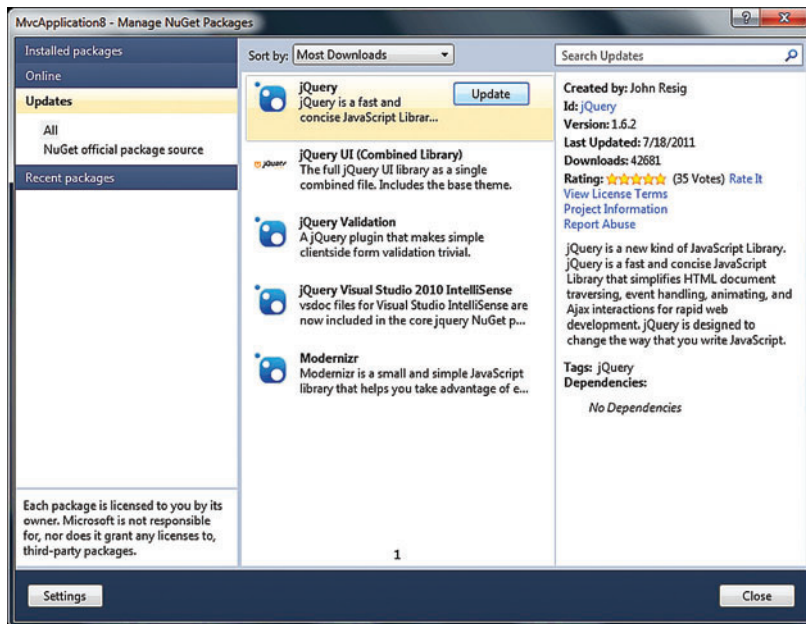 MvcApplication8 - Manage NuGet Packages
Installed packages
Online
Updates
All
NuGet official package source
Recent packages
Each package is licensed to you by its
owner. Microsoft is not responsible
for, nor does it grant any licenses to,
third-party packages.
Settings
Sort by: Most Downloads
jQuery
jQuery is a fast and
concise JavaScript Librar...
Update
jQuery UI (Combined Library)
The full jQuery UI library as a single
combined file. Includes the base theme.
jQuery Validation
A jQuery plugin that makes simple
clientside form validation trivial.
jQuery Visual Studio 2010 IntelliSense
vsdoc files for Visual Studio IntelliSense are
now included in the core jquery NuGet p...
Modernizr
Modernizr is a small and simple JavaScript
library that helps you take advantage of e...
1
Search Updates
Created by: John Resig
Id: jQuery
Version: 1.6.2
Last Updated: 7/18/2011
Downloads: 42681
Rating: (35 Votes) Rate It
View License Terms
Project Information
Report Abuse
jQuery is a new kind of JavaScript Library.
jQuery is a fast and concise JavaScript
Library that simplifies HTML document
traversing, event handling, animating, and
Ajax interactions for rapid web
development. jQuery is designed to
change the way that you write JavaScript.
Tags: jQuery
Dependencies:
No Dependencies
Close